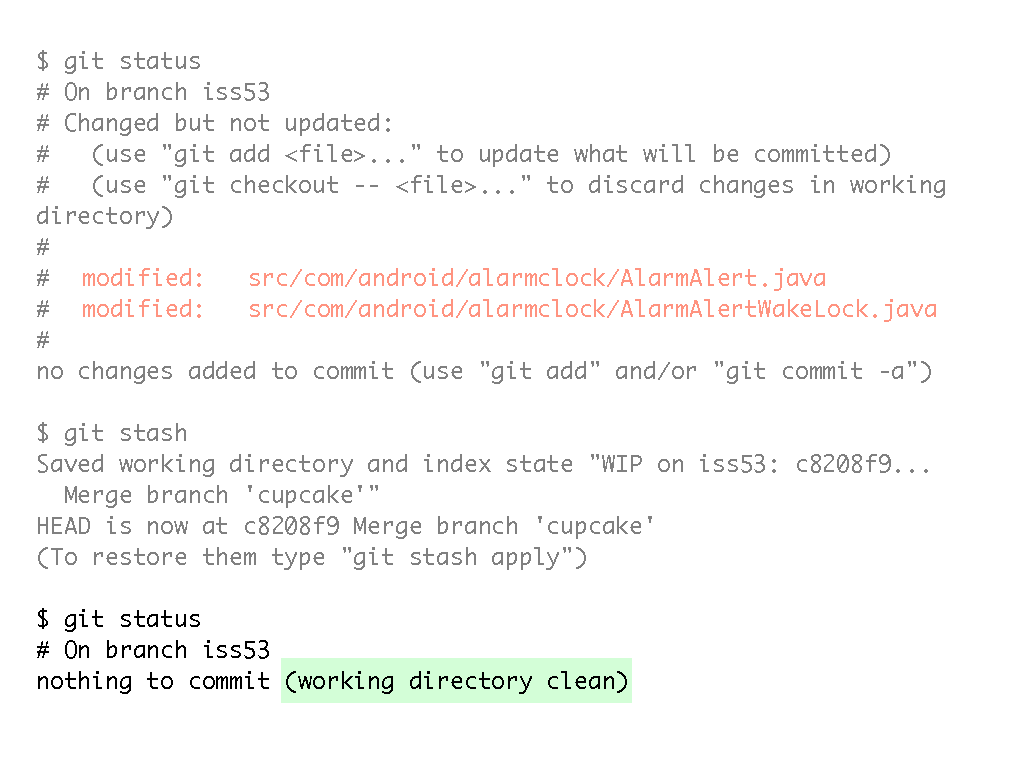 $ git status
# On branch iss53
# Changed but not updated:
#   (use "git add <file>..." to update what will be committed)
#   (use "git checkout -- <file>..." to discard changes in working
directory)
#
#  modified:   src/com/android/alarmclock/AlarmAlert.java
#  modified:   src/com/android/alarmclock/AlarmAlertWakeLock.java
#
no changes added to commit (use "git add" and/or "git commit -a")
$ git stash
Saved working directory and index state "WIP on iss53: c8208f9...
  Merge branch 'cupcake'"
HEAD is now at c8208f9 Merge branch 'cupcake'
(To restore them type "git stash apply")
$ git status
# On branch iss53
nothing to commit (working directory clean)